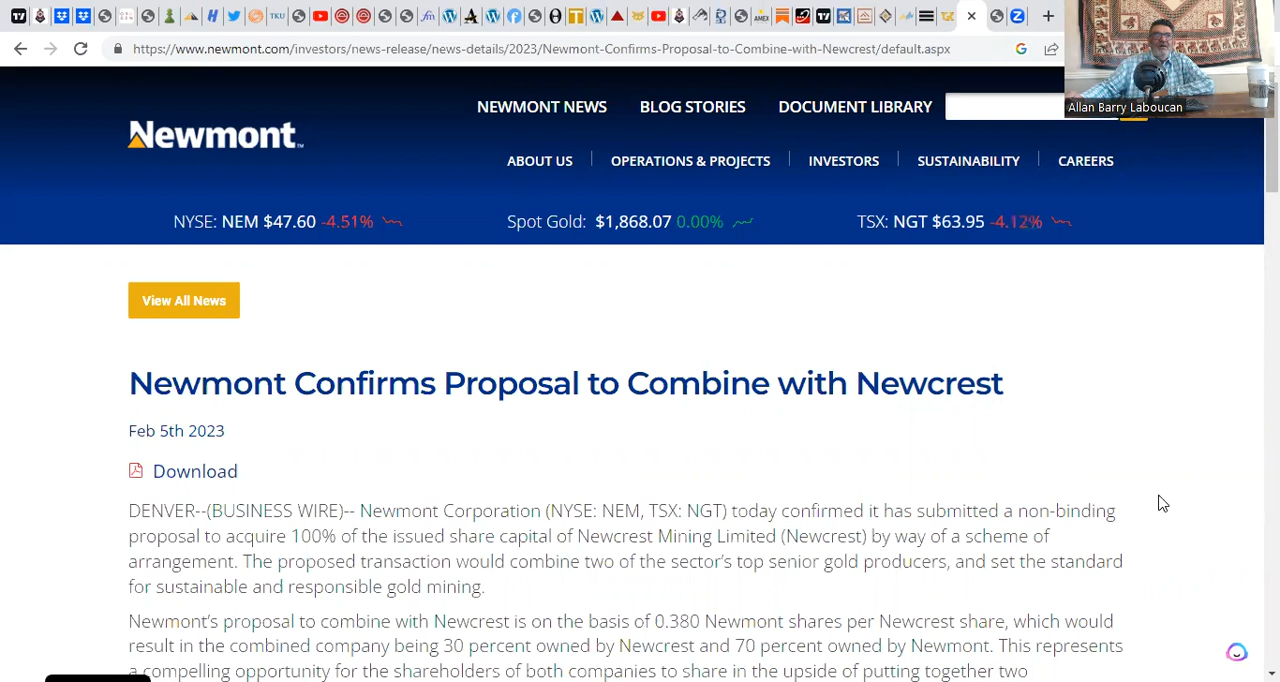 https://www.newmont.com/investors/news-release/news-details/2023/Newmont-Confirms-Proposal-to-Combine-with-Newcrest/default.aspx
Allan Barry Laboucan
NEWMONT NEWS BLOG STORIES DOCUMENT LIBRARY
Newmont™
ABOUT US OPERATIONS & PROJECTS INVESTORS SUSTAINABILITY CAREERS
NYSE: NEM $47.60 -4.51% Spot Gold: $1,868.07 0.00% TSX: NGT $63.95 -4.12%
View All News
Newmont Confirms Proposal to Combine with Newcrest
Feb 5th 2023
Download
DENVER--(BUSINESS WIRE)-- Newmont Corporation (NYSE: NEM, TSX: NGT) today confirmed it has submitted a non-binding
proposal to acquire 100% of the issued share capital of Newcrest Mining Limited (Newcrest) by way of a scheme of
arrangement. The proposed transaction would combine two of the sector's top senior gold producers, and set the standard
for sustainable and responsible gold mining.
Newmont's proposal to combine with Newcrest is on the basis of 0.380 Newmont shares per Newcrest share, which would
result in the combined company being 30 percent owned by Newcrest and 70 percent owned by Newmont. This represents
a compelling opportunity for the shareholders of both companies to share in the upside of putting together two